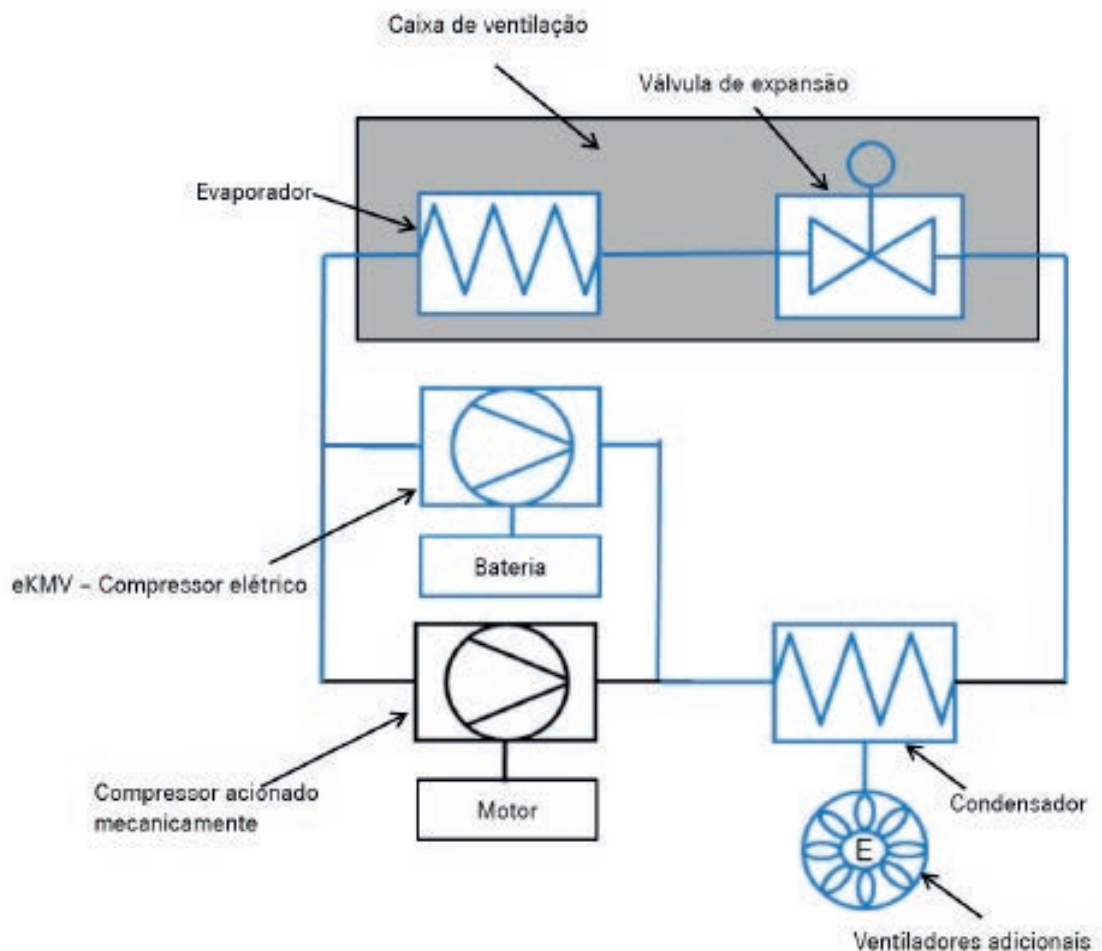 Caixa de ventilação
Válvula de expansão
Evaporador
Bateria
eKMV – Compressor elétrico
Compressor acionado
mecanicamente
Motor
Condensador
E
Ventiladores adicionais